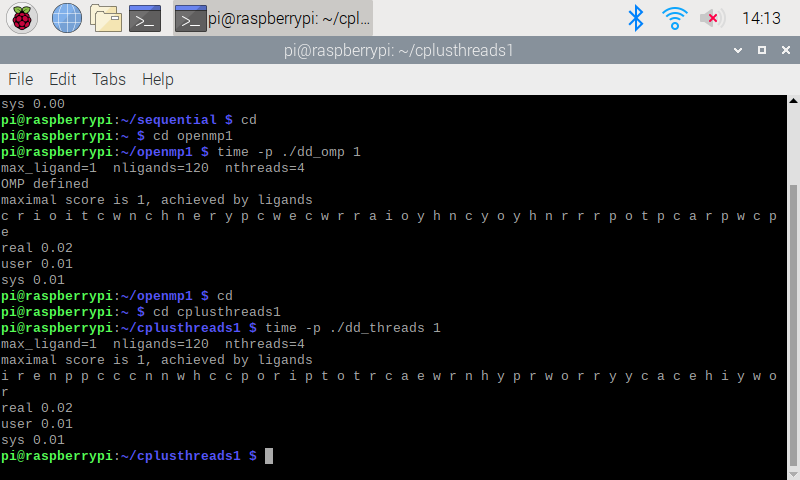 pi@raspberrypi: ~/cpl... 14:13
pi@raspberrypi: ~/cplusthreads1
File Edit Tabs Help
sys 0.00
pi@raspberrypi:~/sequential $ cd
pi@raspberrypi:~ $ cd openmp1
pi@raspberrypi:~/openmp1 $ time -p ./dd_omp 1
max_ligand=1  nligands=120  nthreads=4
OMP defined
maximal score is 1, achieved by ligands
c r i o i t c w n c h n e r y p c w e c w r r a i o y h n c y o y h n r r r p o t p c a r p w c p
e
real 0.02
user 0.01
sys 0.01
pi@raspberrypi:~/openmp1 $ cd
pi@raspberrypi:~ $ cd cplusthreads1
pi@raspberrypi:~/cplusthreads1 $ time -p ./dd_threads 1
max_ligand=1  nligands=120  nthreads=4
maximal score is 1, achieved by ligands
i r e n p p c c c n n w h c c p o r i p t o t r c a e w r n h y p r w o r r y y c a c e h i y w o
r
real 0.02
user 0.01
sys 0.01
pi@raspberrypi:~/cplusthreads1 $